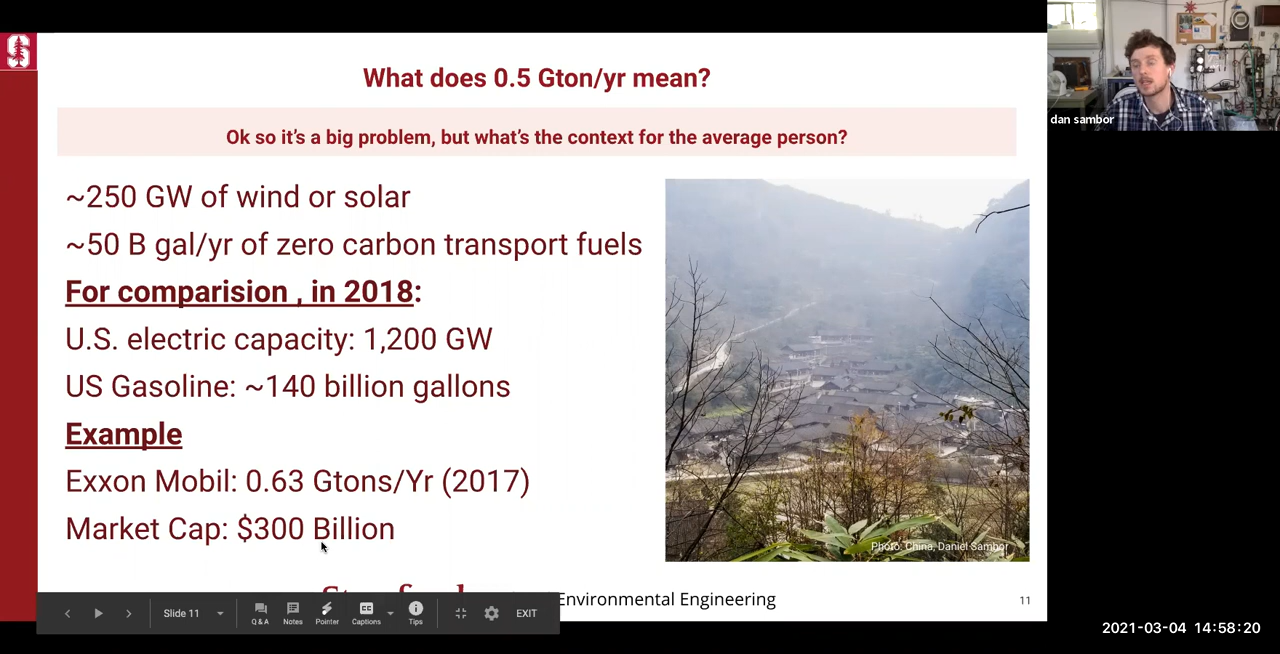 What does 0.5 Gton/yr mean?
Ok so it's a big problem, but what's the context for the average person?
~250 GW of wind or solar
~50 B gal/yr of zero carbon transport fuels
For comparision , in 2018:
U.S. electric capacity: 1,200 GW
US Gasoline: ~140 billion gallons
Example
Exxon Mobil: 0.63 Gtons/Yr (2017)
Market Cap: $300 Billion
Photo: China, Daniel Sambor
Environmental Engineering
11
Slide 11
Q & A
Notes
Pointer
Captions
CC
Tips
EXIT
dan sambor
2021-03-04 14:58:20
S